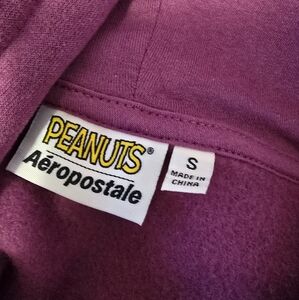 PEANUTS®
Aéropostale
S
MADE IN
CHINA